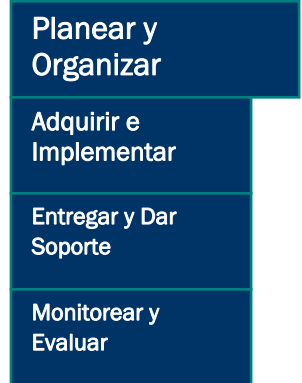 Planear y
Organizar
Adquirir e
Implementar
Entregar y Dar
Soporte
Monitorear y
Evaluar